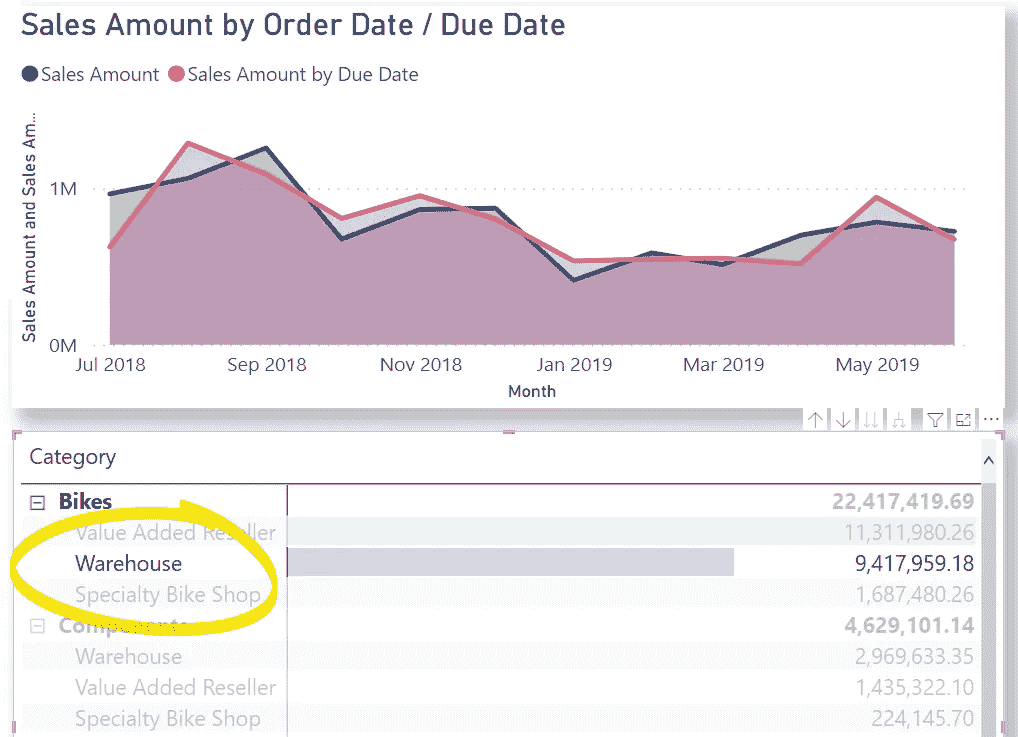 Sales Amount by Order Date / Due Date
Sales Amount Sales Amount by Due Date
Sales Amount and Sales Am...
1M
0M
Jul 2018 Sep 2018 Nov 2018 Jan 2019 Mar 2019 May 2019
Month
Category
Bikes 22,417,419.69
Value Added Reseller 11,311,980.26
Warehouse 9,417,959.18
Specialty Bike Shop 1,687,480.26
Components 4,629,101.14
Warehouse 2,969,633.35
Value Added Reseller 1,435,322.10
Specialty Bike Shop 224,145.70